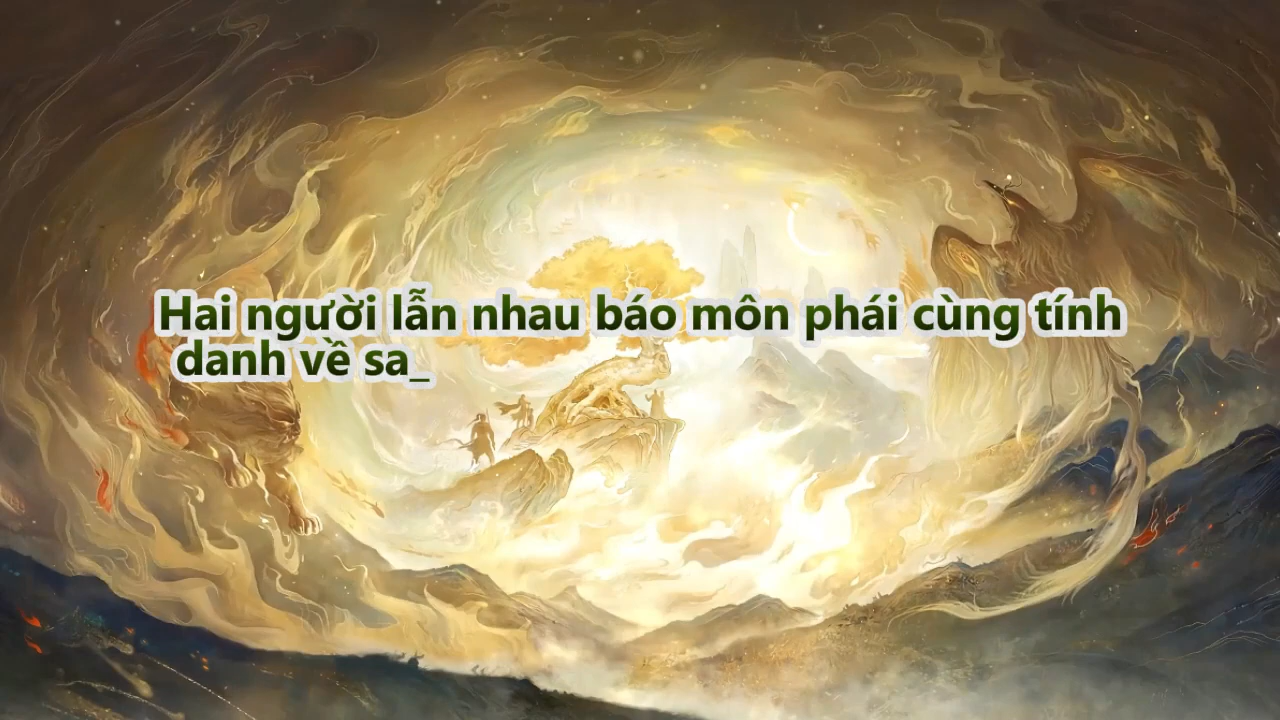 Hai người lẫn nhau báo môn phái cùng tính
danh về sa_